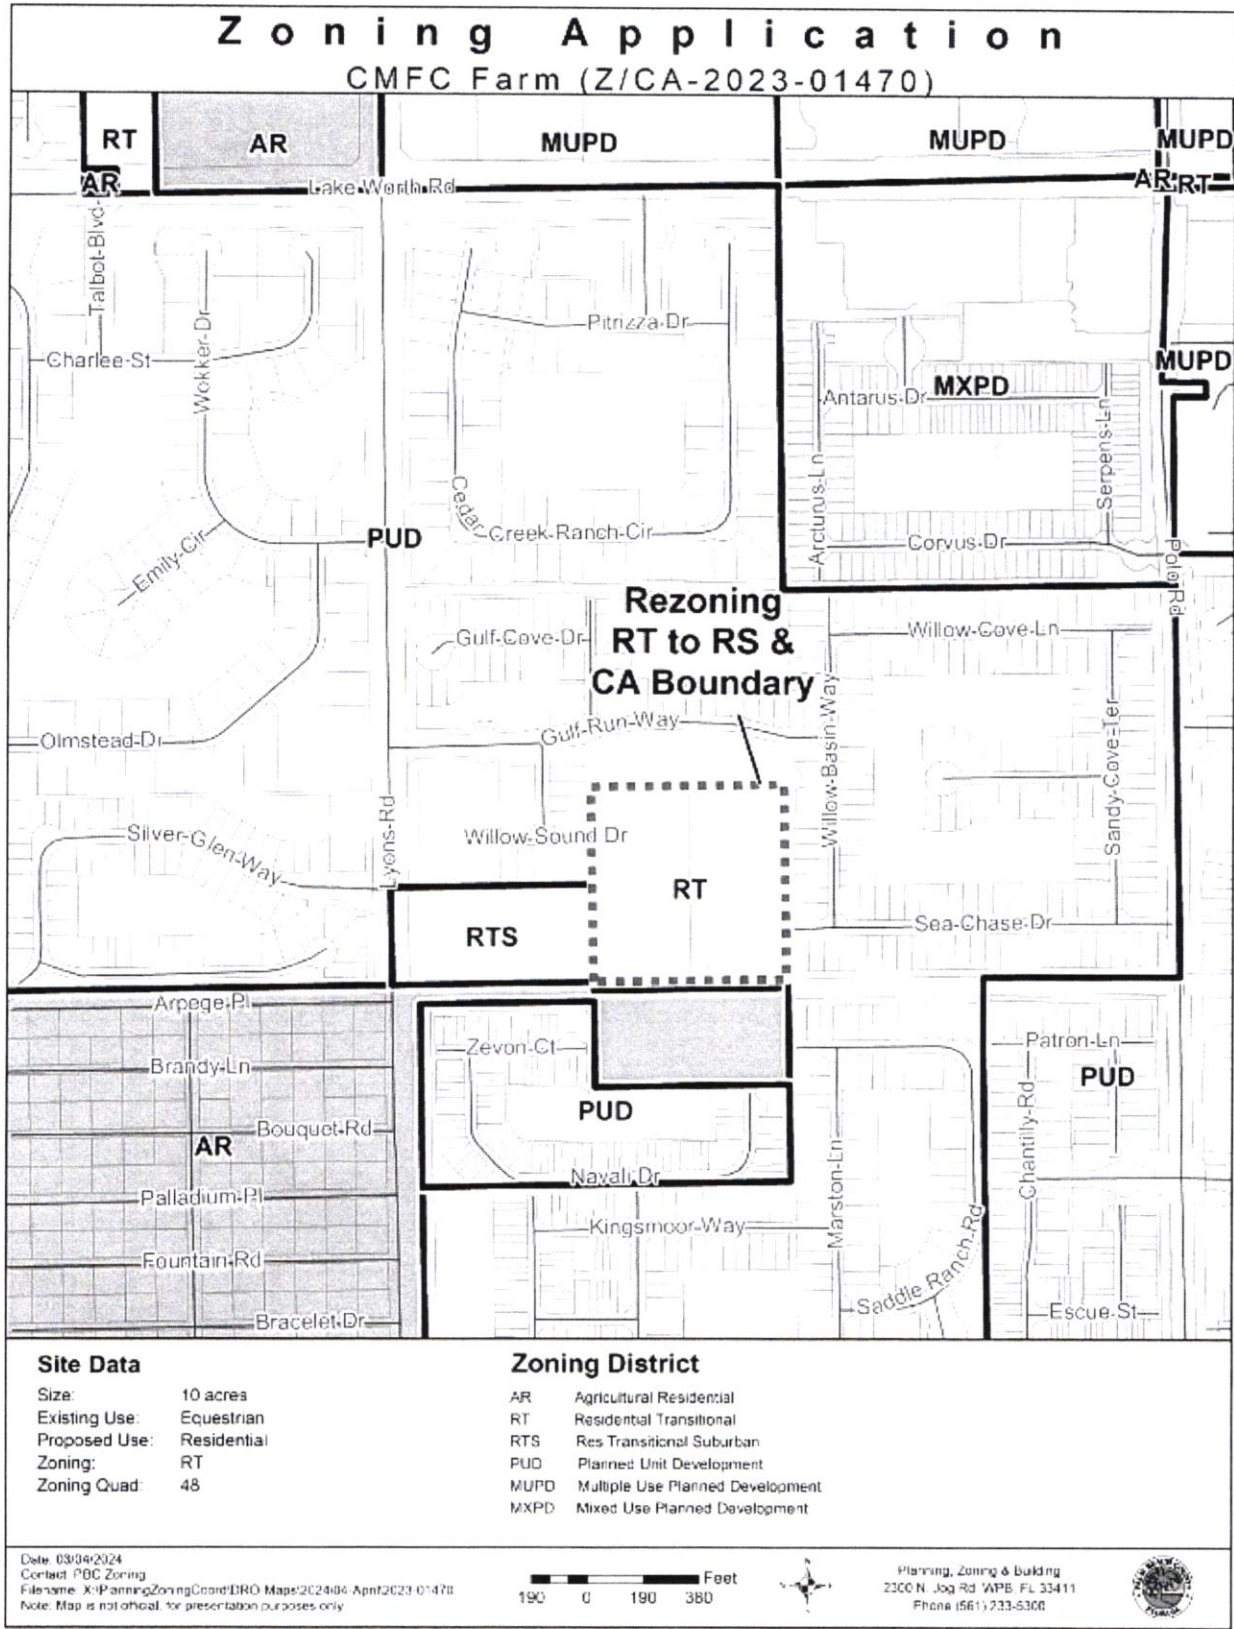 Zoning Application
CMFC Farm (Z/CA-2023-01470)
RT
AR
MUPD
MUPD
MUPD
AR
Lake Worth Rd
AR
RT
Talbot-Blvd
Wokker-Dr
Charlee-St
Pitrizza-Dr
MUPD
Antarus-Dr
MXPD
Serpens-Ln
Arcturus-Ln
Cedar
Creek-Ranch-Cir
PUD
Corvus-Dr
Polo-Rd
Emily-Cir
Rezoning
RT to RS &
CA Boundary
Gulf-Cove-Dr
Willow-Cove-Ln
Willow-Basin-Way
Gulf-Run-Way
Sandy-Cove-Ter
Olmstead-Dr
Lyons-Rd
Silver-Glen-Way
Willow-Sound Dr
RT
RTS
Sea-Chase-Dr
Arpege-Pl
Zevon-Ct
Patron-Ln
Brandy-Ln
PUD
PUD
Bouquet-Rd
AR
Chantilly-Rd
Marston-Ln
Navali Dr
Palladium-Pl
Kingsmoor-Way
Fountain-Rd
Saddle Ranch-Rd
Bracelet-Dr
Escue-St
Site Data
Size: 10 acres
Existing Use: Equestrian
Proposed Use: Residential
Zoning: RT
Zoning Quad: 48
Zoning District
AR Agricultural Residential
RT Residential Transitional
RTS Res Transitional Suburban
PUD Planned Unit Development
MUPD Multiple Use Planned Development
MXPD Mixed Use Planned Development
Date: 03/04/2024
Contact: PBC Zoning
Filename: X:\PlanningZoningCoord\DRO Maps\2024\04-April\2023-01470
Note: Map is not official, for presentation purposes only
Feet
190 0 190 380
N
Planning, Zoning & Building
2300 N. Jog Rd. WPB, FL 33411
Phone (561) 233-5300